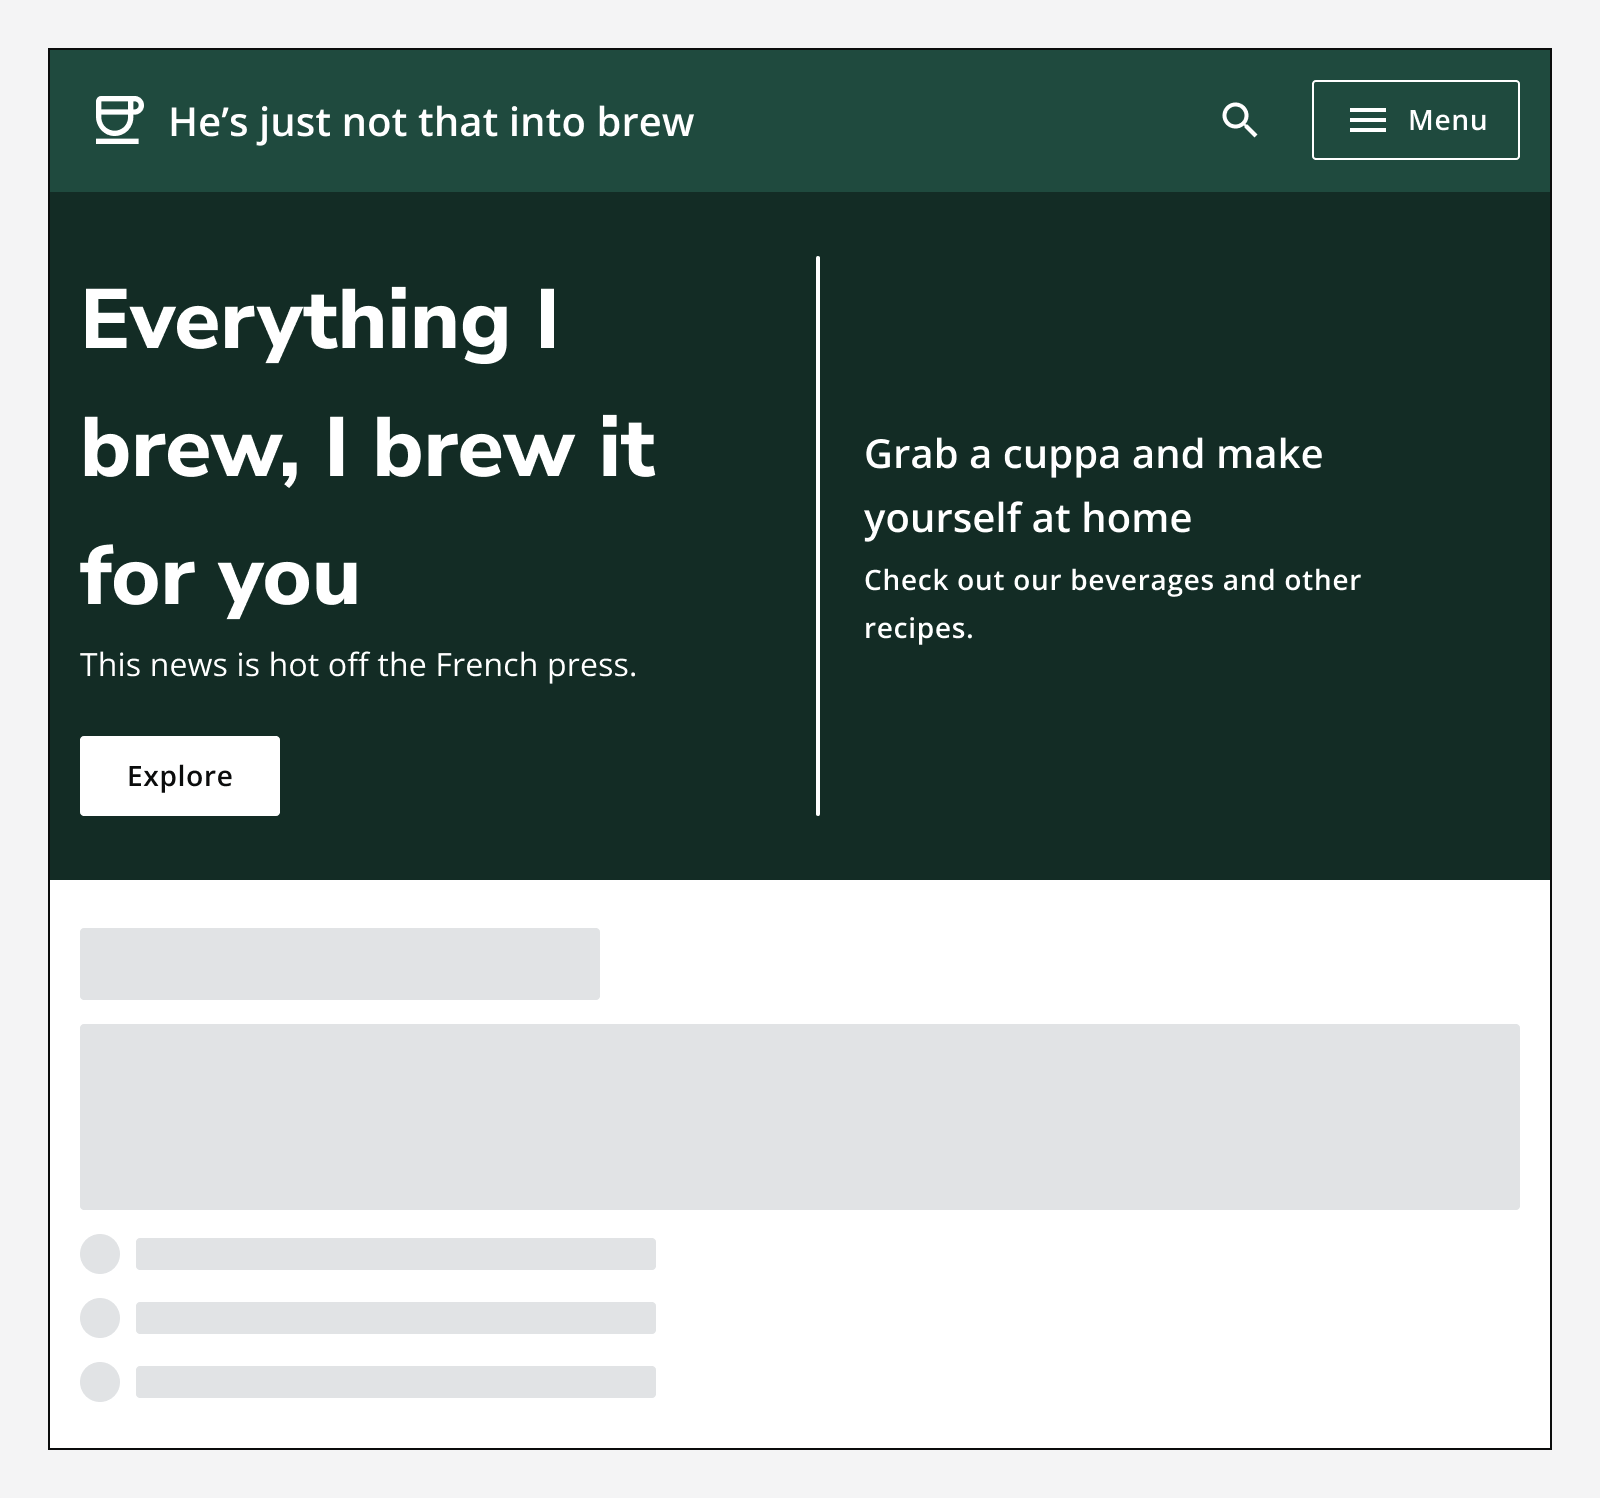 He’s just not that into brew
Menu
Everything I
brew, I brew it
for you
This news is hot off the French press.
Explore
Grab a cuppa and make
yourself at home
Check out our beverages and other
recipes.